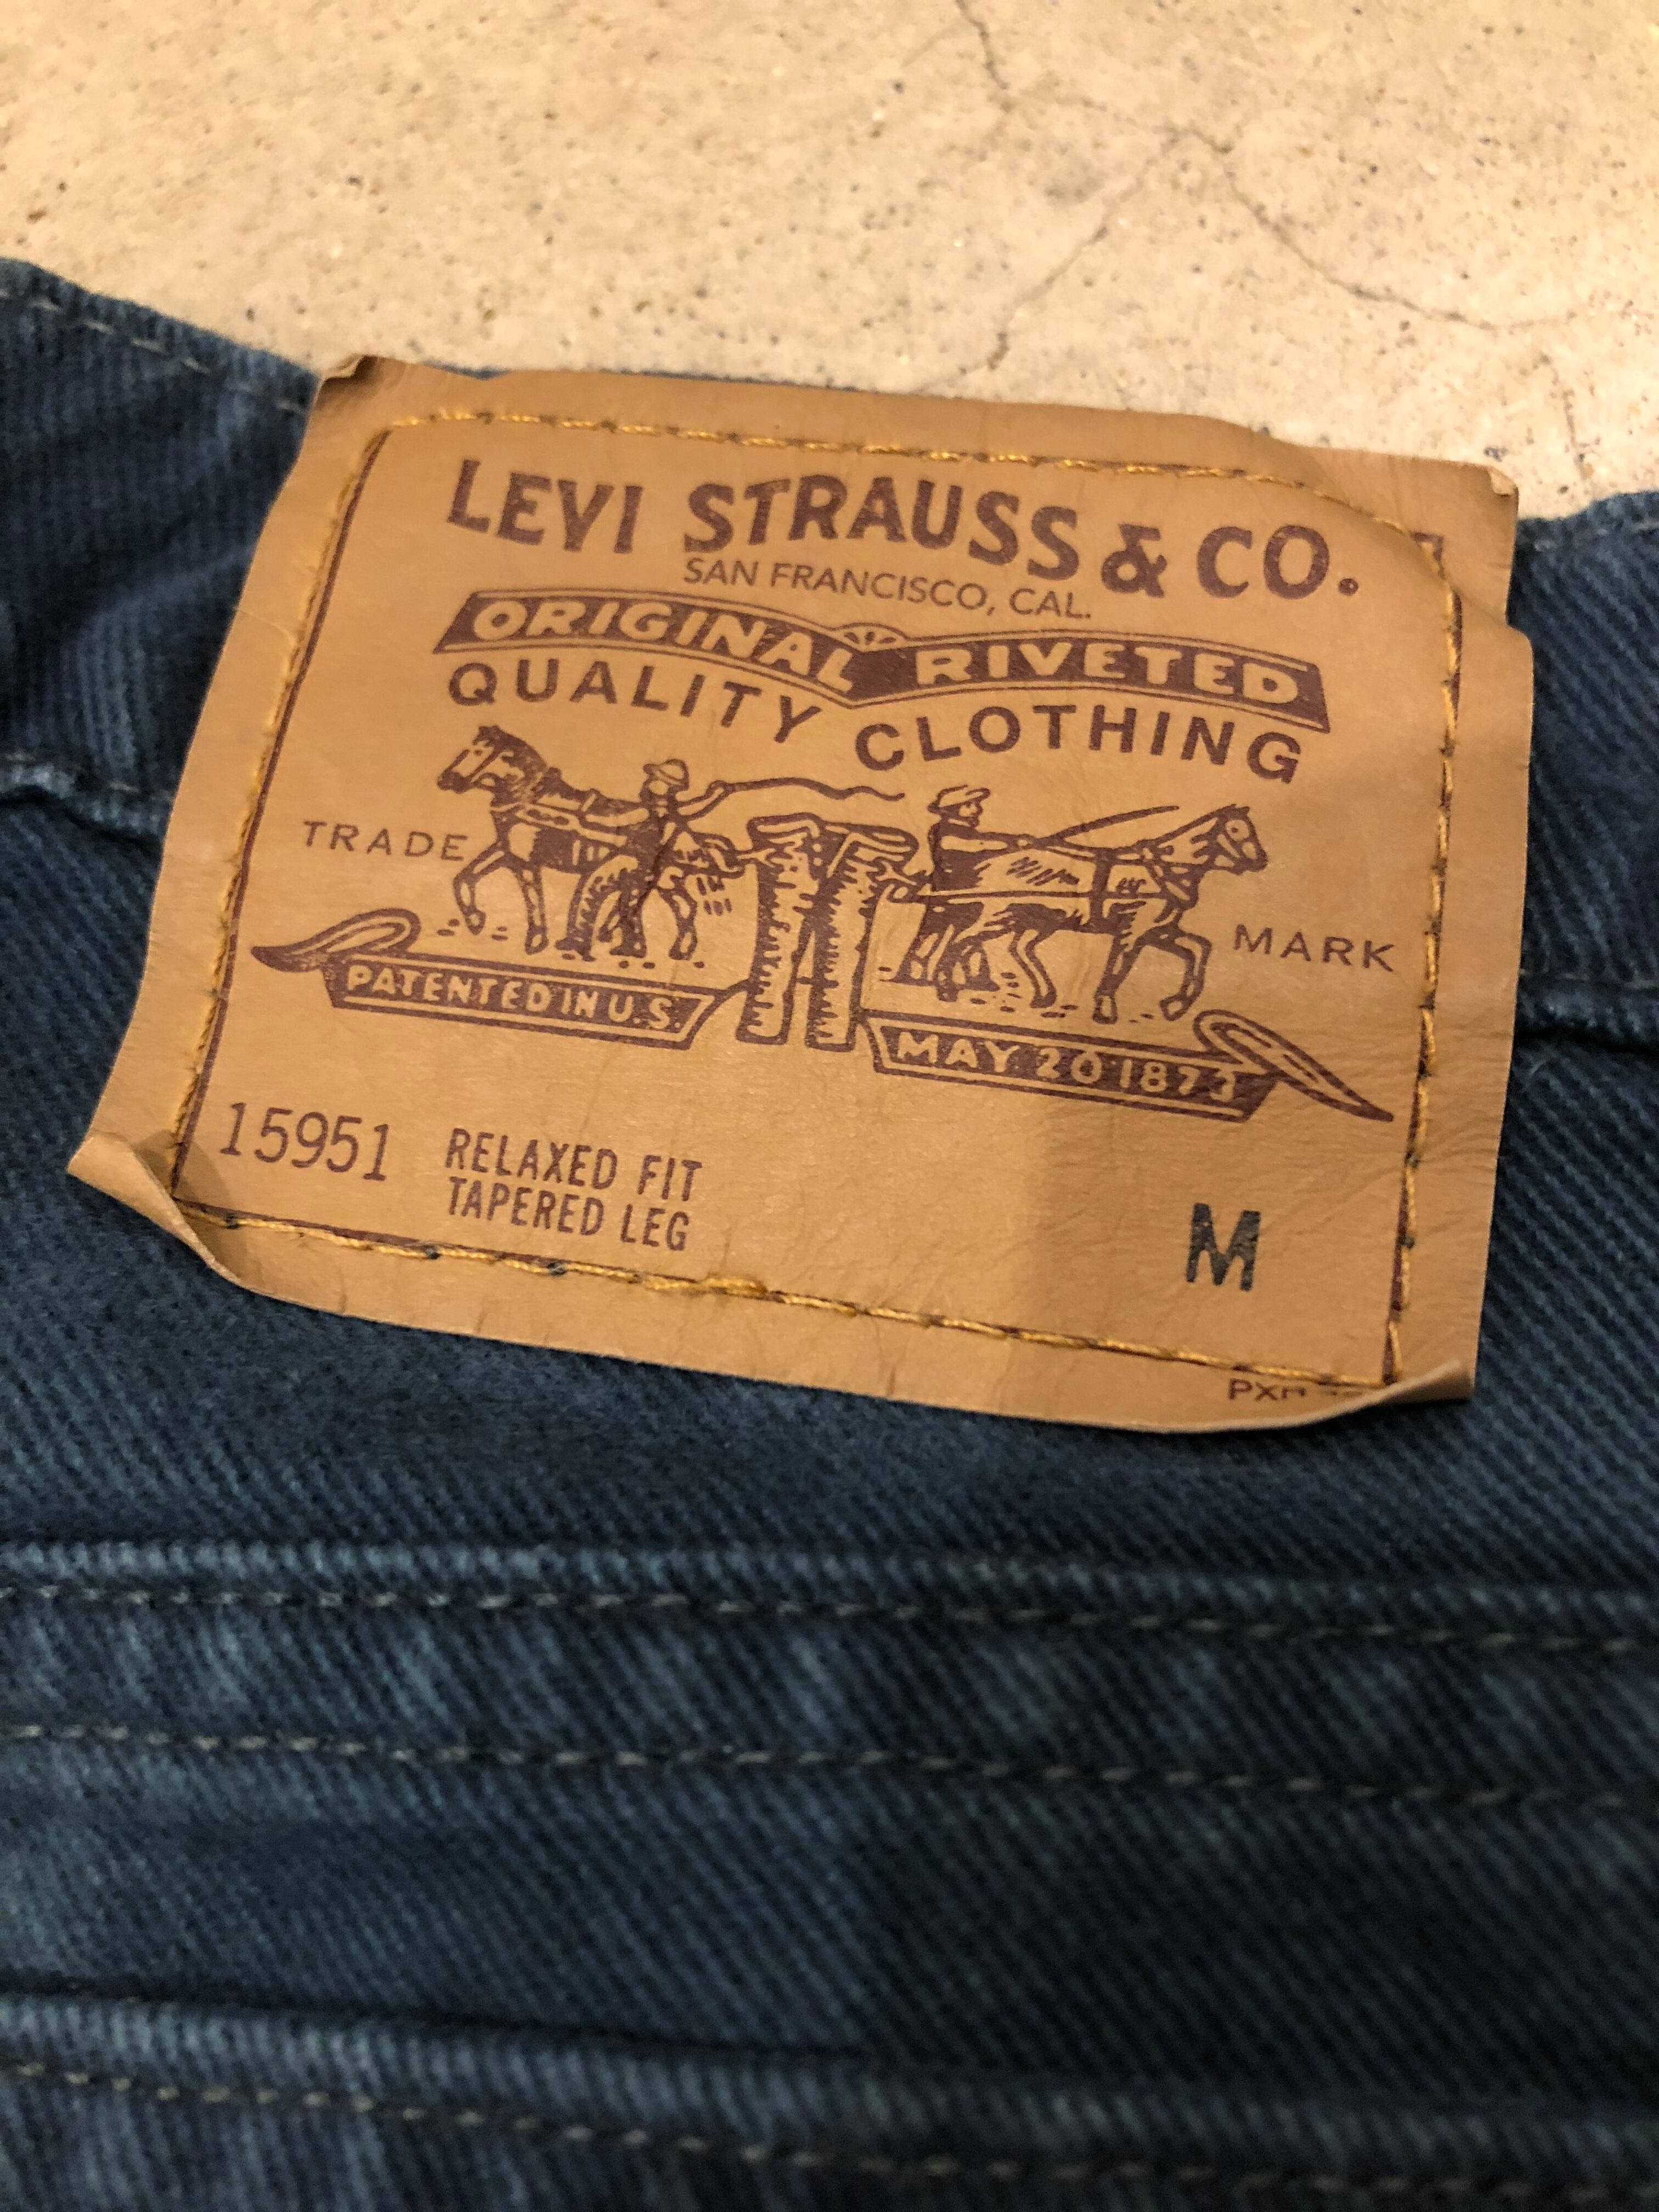 LEVI STRAUSS & CO.
SAN FRANCISCO, CAL.
ORIGINAL RIVETED
QUALITY CLOTHING
TRADE MARK
PATENTED IN U.S.
MAY 20 1873
15951
RELAXED FIT
TAPERED LEG
M